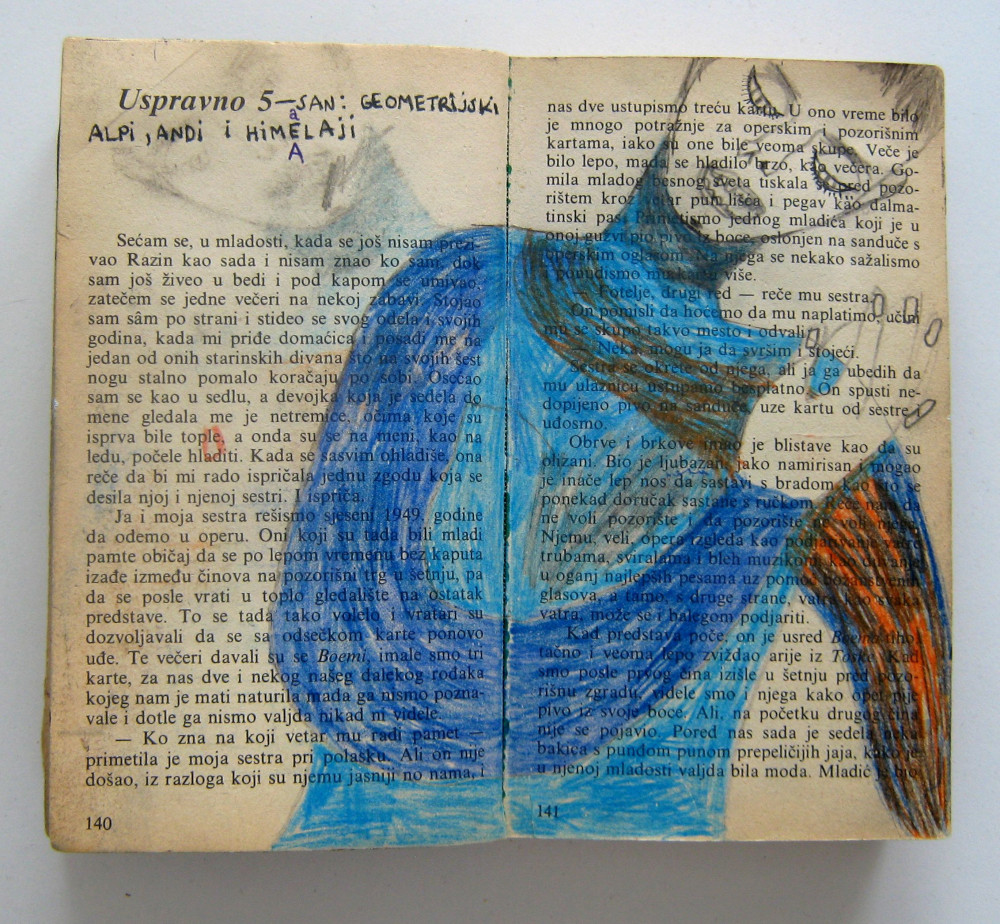 Uspravno 5 — SAN: GEOMETRIJSKI
ALPI, ANDI i HiMELAJi
a
A
Sećam se, u mladosti, kada se još nisam prezi-
vao Razin kao sada i nisam znao ko sam, dok
sam još živeo u bedi i pod kapom se umivao,
zatečem se jedne večeri na nekoj zabavi. Stojao
sam sâm po strani i stideo se svog odela i svojih
godina, kada mi priđe domaćica i posadi me na
jedan od onih starinskih divana što na svojih šest
nogu stalno pomalo koračaju po sobi. Osećao
sam se kao u sedlu, a devojka koja je sedela do
mene gledala me je netremice, očima koje su
isprva bile tople, a onda su se na meni, kao na
ledu, počele hladiti. Kada se sasvim ohladiše, ona
reče da bi mi rado ispričala jednu zgodu koja se
desila njoj i njenoj sestri. I ispriča.
Ja i moja sestra rešismo s jeseni 1949. godine
da odemo u operu. Oni koji su tada bili mladi
pamte običaj da se po lepom vremenu bez kaputa
izađe između činova na pozorišni trg u šetnju, pa
da se posle vrati u toplo gledalište na ostatak
predstave. To se tada tako volelo i vratari su
dozvoljavali da se sa odsečkom karte ponovo
uđe. Te večeri davali su se Boemi, imale smo tri
karte, za nas dve i nekog našeg dalekog rodaka
kojeg nam je mati naturila mada ga nismo pozna-
vale i dotle ga nismo valjda nikad ni videle.
— Ko zna na koji vetar mu radi pamet —
primetila je moja sestra pri polasku. Ali on nije
došao, iz razloga koji su njemu jasniji no nama, i
140
nas dve ustupismo treću kartu. U ono vreme bilo
je mnogo potražnje za operskim i pozorišnim
kartama, iako su one bile veoma skupe. Veče je
bilo lepo, mada se hladilo brzo, kao večera. Go-
mila mladog besnog sveta tiskala se pred pozo-
rištem kroz vetar pun lišća i pegav kao dalma-
tinski pas. Primetismo jednog mladića koji je u
onoj gužvi pio pivo iz boce, oslonjen na sanduče s
operskim oglasom. Na njega se nekako sažalismo
i ponudismo mu kartu više.
— Fotelje, drugi red — reče mu sestra.
On pomisli da hoćemo da mu naplatimo, učini
mu se skupo takvo mesto i odvali:
— Neka, mogu ja da svršim i stojeći.
Sestra se okrete od njega, ali ja ga ubedih da
mu ulaznicu ustupamo besplatno. On spusti ne-
dopijeno pivo na sanduče, uze kartu od sestre i
udosmo.
Obrve i brkove imao je blistave kao da su
olizani. Bio je ljubazan, jako namirisan i mogao
je inače lep nos da sastavi s bradom kao što se
ponekad doručak sastane s ručkom. Reče nam da
ne voli pozorište i da pozorište ne voli njega.
Njemu, veli, opera izgleda kao podjarivanje vatre
trubama, sviralama i bleh muzikom, kao duvanje
u oganj najlepših pesama uz pomoć božanstvenih
glasova, a tamo, s druge strane, vatra kao svaka
vatra, može se i balegom podjariti.
Kad predstava poče, on je usred Boema tiho,
tačno i veoma lepo zviždao arije iz Toske. Kad
smo posle prvog čina izišle u šetnju pred pozo-
rišnu zgradu, videle smo i njega kako opet pije
pivo iz svoje boce. Ali, na početku drugog čina
nije se pojavio. Pored nas sada je sedela neka
bakica s punđom punom prepeličijih jaja, kako je
u njenoj mladosti valjda bila moda. Mladić je bio
141